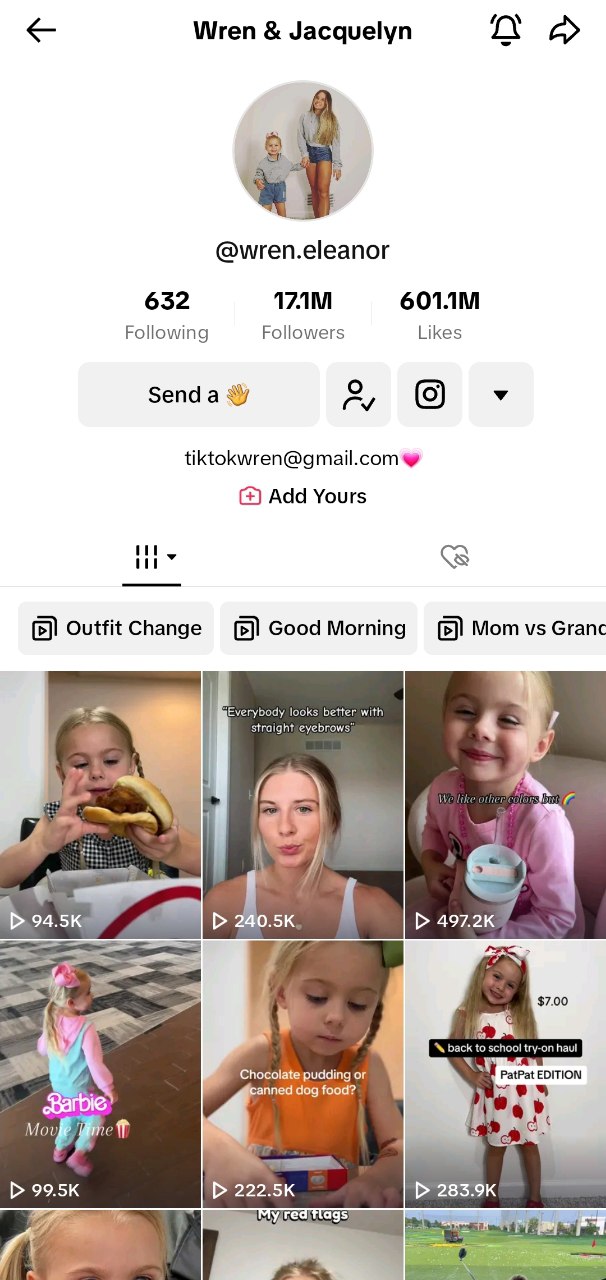 Wren & Jacquelyn
@wren.eleanor
632
17.1M
601.1M
Following
Followers
Likes
Send a 👋
tiktokwren@gmail.com💗
Add Yours
Outfit Change
Good Morning
Mom vs Grand
"Everybody looks better with
straight eyebrows"
We like other colors but 🌈
94.5K
240.5K
497.2K
Barbie
Movie Time🍿
Chocolate pudding or
canned dog food?
$7.00
✏️ back to school try-on haul
PatPat EDITION
99.5K
222.5K
283.9K
My red flags